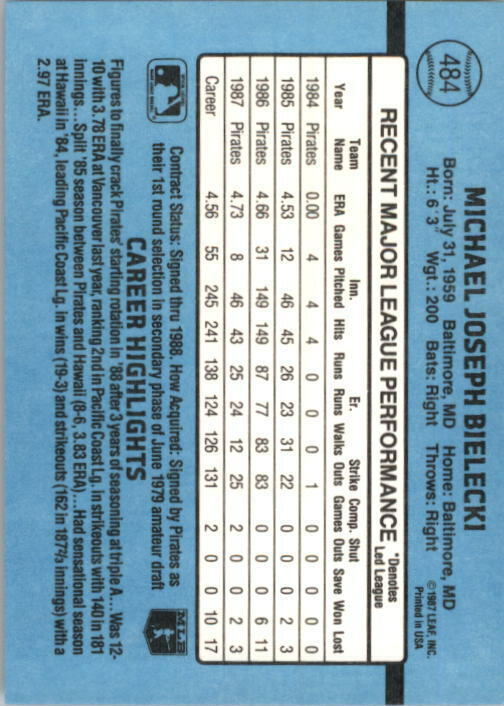 484
MICHAEL JOSEPH BIELECKI
Born: July 31, 1959 Baltimore, MD Home: Baltimore, MD
Ht.: 6' 3" Wgt.: 200 Bats: Right Throws: Right
©1987 LEAF, INC.
Printed in USA
RECENT MAJOR LEAGUE PERFORMANCE *Denotes Led League
Year Team Name ERA Games Inn. Pitched Hits Runs Er. Runs Walks Strike Outs Comp. Games Shut Outs Save Won Lost
1984 Pirates 0.00 4 4 4 0 0 0 1 0 0 0 0 0
1985 Pirates 4.53 12 46 45 26 23 31 22 0 0 0 2 3
1986 Pirates 4.66 31 149 149 87 77 83 83 0 0 0 6 11
1987 Pirates 4.73 8 46 43 25 24 12 25 2 0 0 2 3
Career 4.56 55 245 241 138 124 126 131 2 0 0 10 17
Contract Status: Signed thru 1988. How Acquired: Signed by Pirates as
their 1st round selection in secondary phase of June 1979 amateur draft
MLB
CAREER HIGHLIGHTS
Figures to finally crack Pirates' starting rotation in '88 after 3 years of seasoning at triple A... Was 12-
10 with 3.78 ERA at Vancouver last year, ranking 2nd in Pacific Coast Lg. in strikeouts with 140 in 181
innings... Split '85 season between Pirates and Hawaii (8-6, 3.83 ERA)... Had sensational season
at Hawaii in '84, leading Pacific Coast Lg. in wins (19-3) and strikeouts (162 in 187⅔ innings) with a
2.97 ERA.